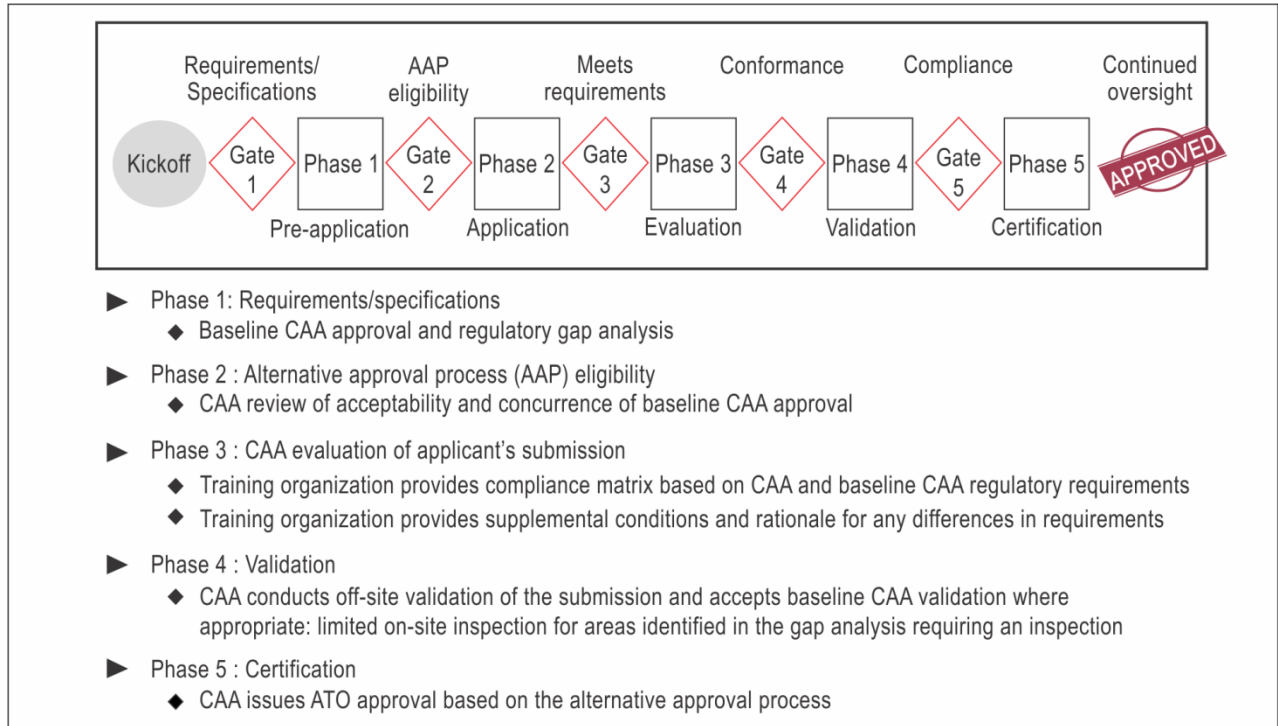 Requirements/
Specifications
AAP
eligibility
Meets
requirements
Conformance
Compliance
Continued
oversight
Kickoff
Gate
1
Phase 1
Gate
2
Phase 2
Gate
3
Phase 3
Gate
4
Phase 4
Gate
5
Phase 5
APPROVED
Pre-application
Application
Evaluation
Validation
Certification
► Phase 1: Requirements/specifications
◆ Baseline CAA approval and regulatory gap analysis
► Phase 2 : Alternative approval process (AAP) eligibility
◆ CAA review of acceptability and concurrence of baseline CAA approval
► Phase 3 : CAA evaluation of applicant’s submission
◆ Training organization provides compliance matrix based on CAA and baseline CAA regulatory requirements
◆ Training organization provides supplemental conditions and rationale for any differences in requirements
► Phase 4 : Validation
◆ CAA conducts off-site validation of the submission and accepts baseline CAA validation where
appropriate: limited on-site inspection for areas identified in the gap analysis requiring an inspection
► Phase 5 : Certification
◆ CAA issues ATO approval based on the alternative approval process